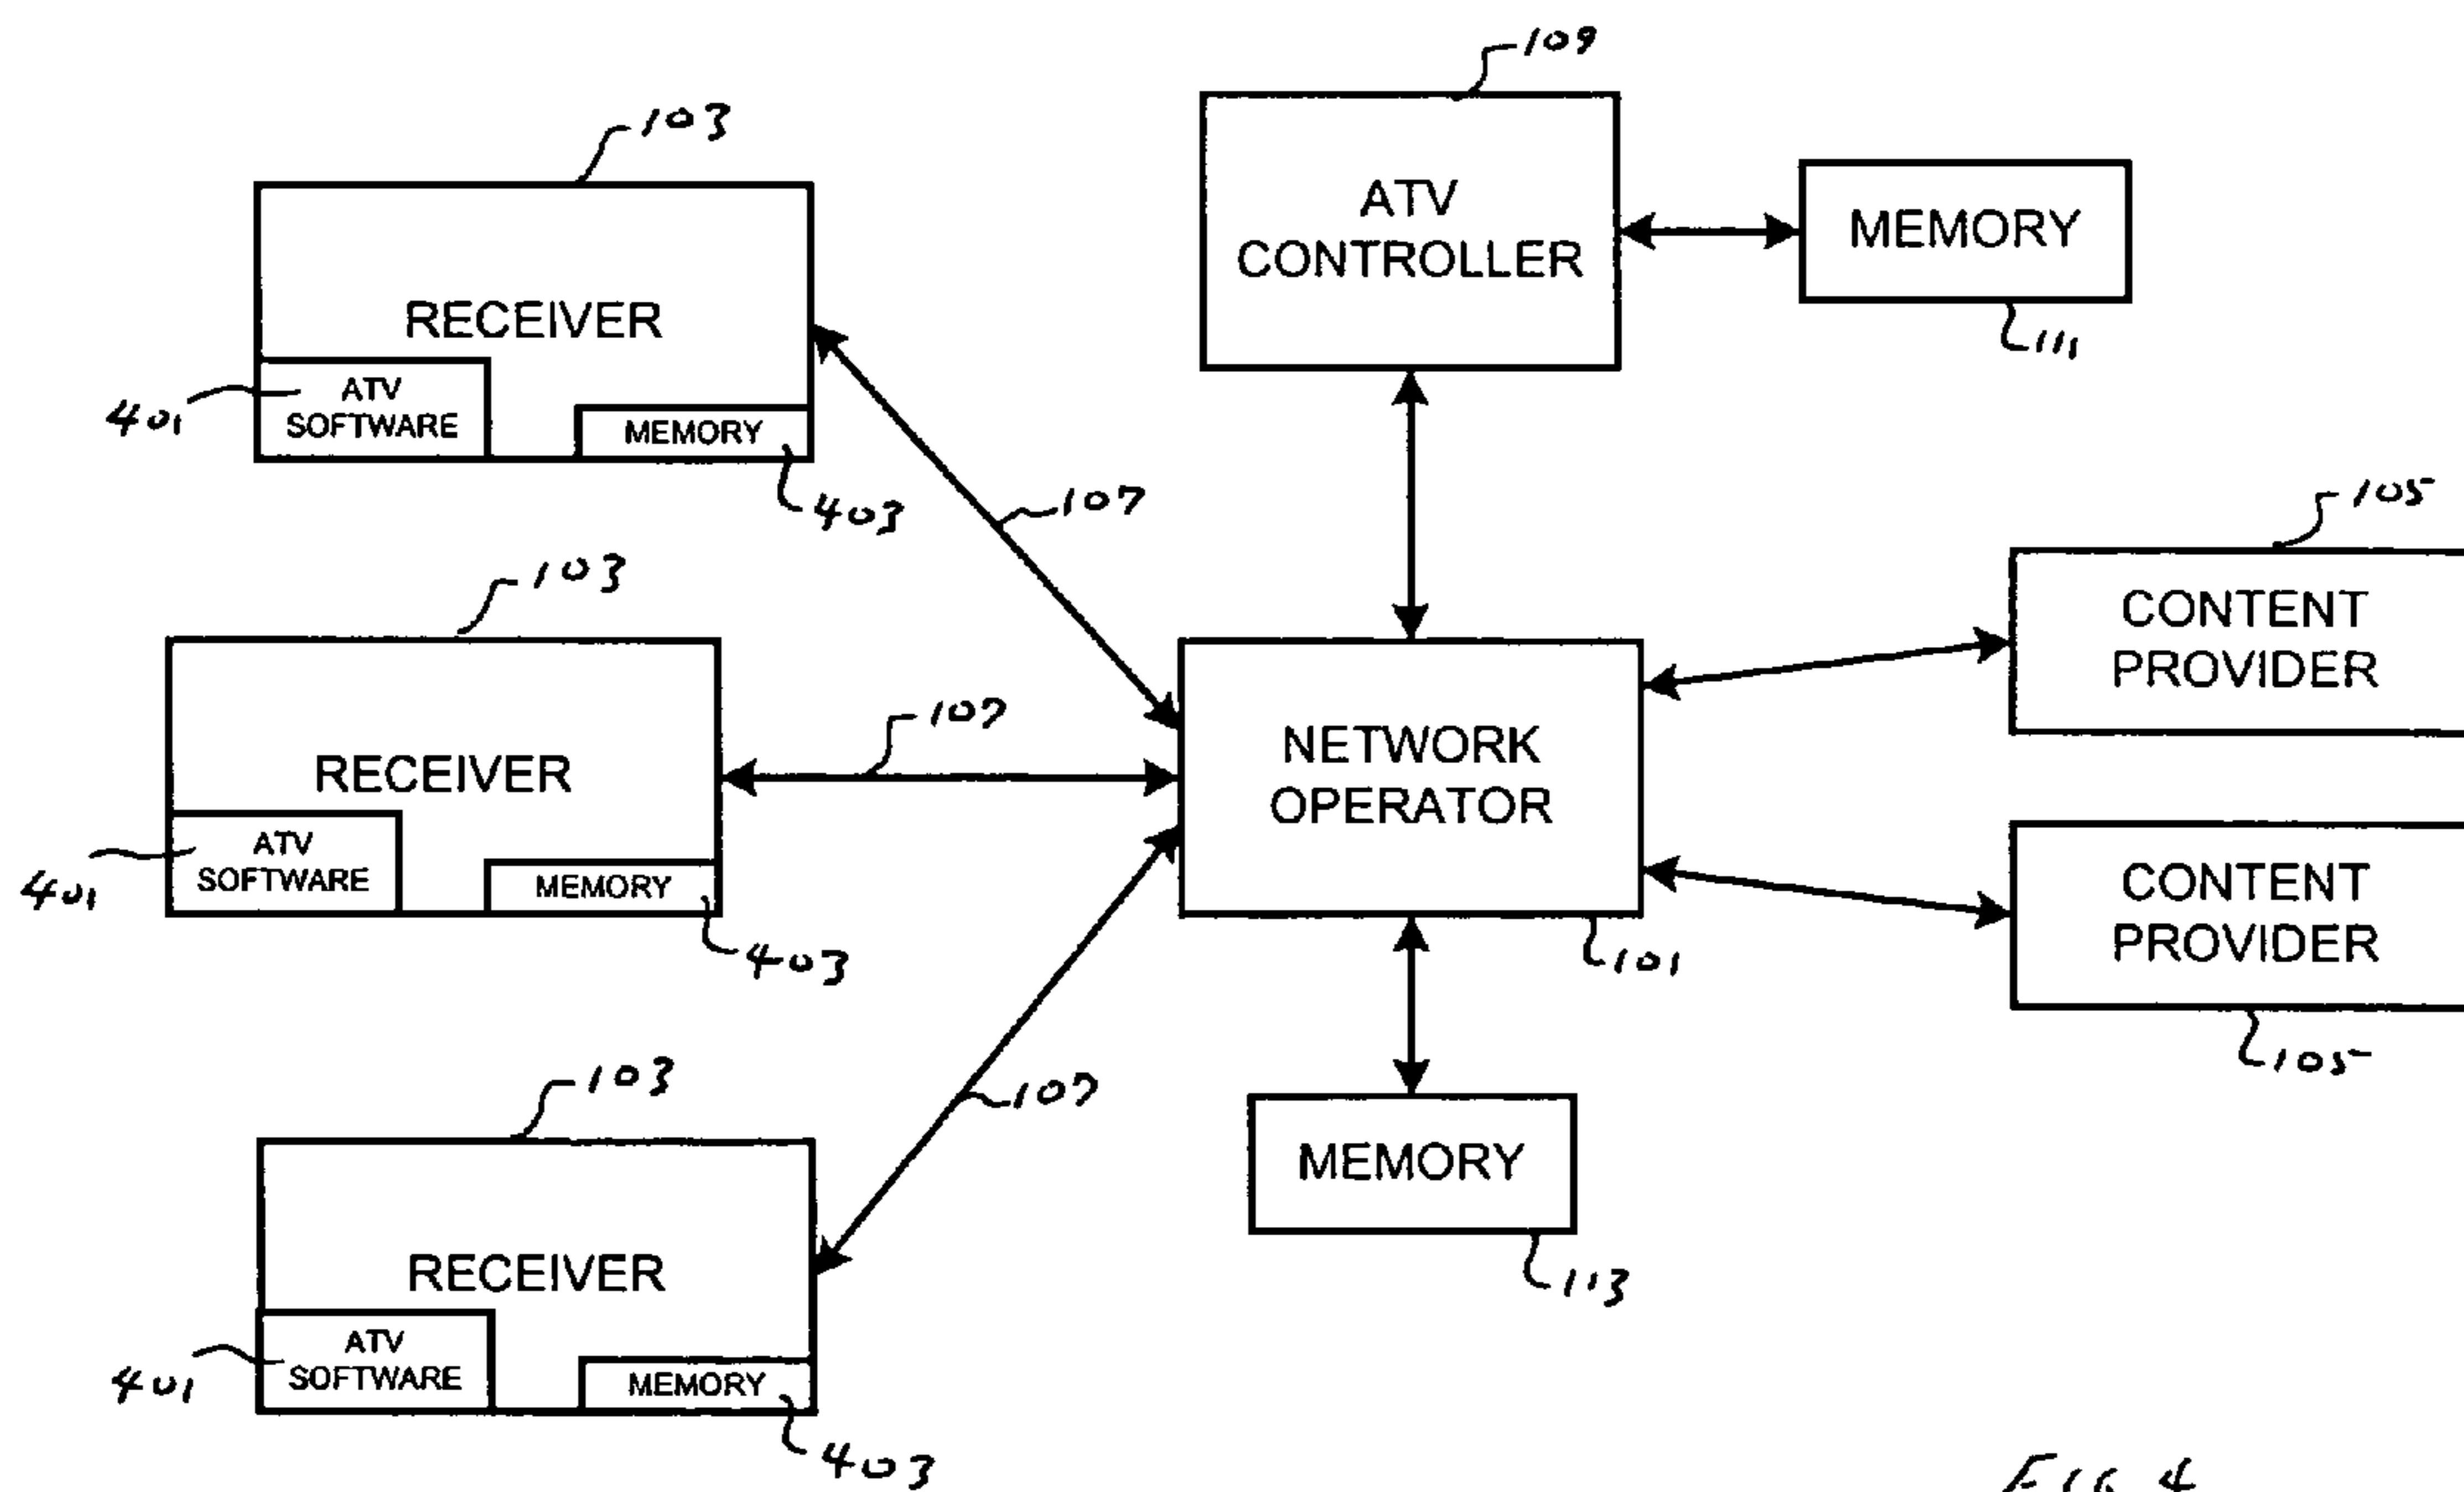 109
103
ATV
CONTROLLER
MEMORY
111
RECEIVER
401
ATV
SOFTWARE
MEMORY
403
107
105
CONTENT
PROVIDER
103
RECEIVER
401
ATV
SOFTWARE
MEMORY
403
107
NETWORK
OPERATOR
101
CONTENT
PROVIDER
105
103
107
MEMORY
113
RECEIVER
401
ATV
SOFTWARE
MEMORY
403
FIG 4